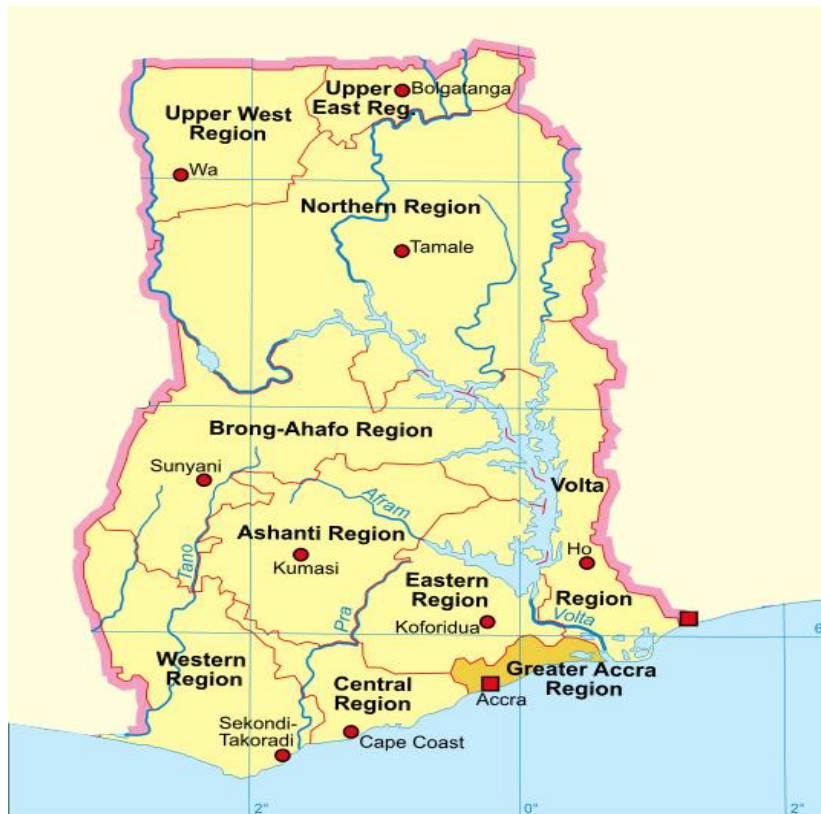 Upper
East Reg.
Bolgatanga
Upper West
Region
Wa
Northern Region
Tamale
Brong-Ahafo Region
Sunyani
Volta
Afram
Ashanti Region
Kumasi
Tano
Ho
Eastern
Region
Region
Koforidua
Volta
Pra
Western
Region
Central
Region
Greater Accra
Region
Accra
Sekondi-
Takoradi
Cape Coast
6
2°
0°
2°